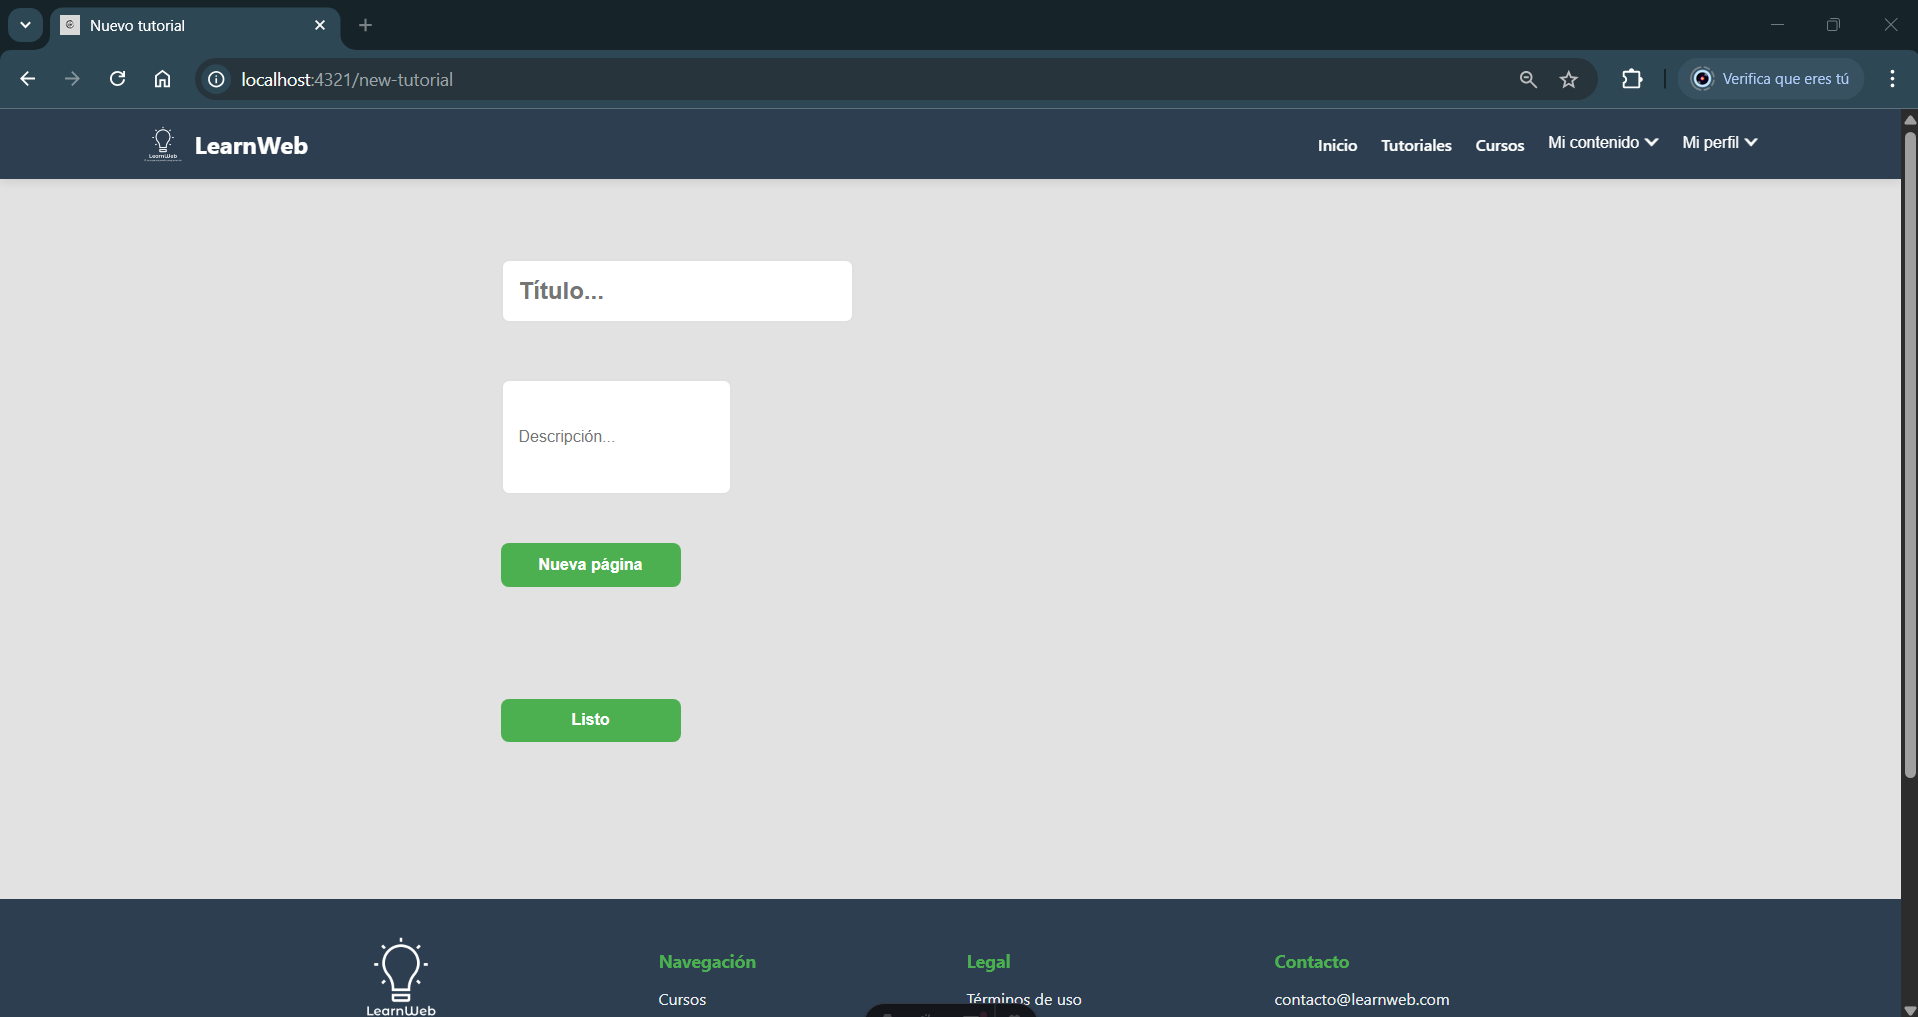 Nuevo tutorial
localhost:4321/new-tutorial
Verifica que eres tú
LearnWeb
LearnWeb
Inicio
Tutoriales
Cursos
Mi contenido
Mi perfil
Título...
Descripción...
Nueva página
Listo
LearnWeb
Navegación
Cursos
Legal
Términos de uso
Contacto
contacto@learnweb.com